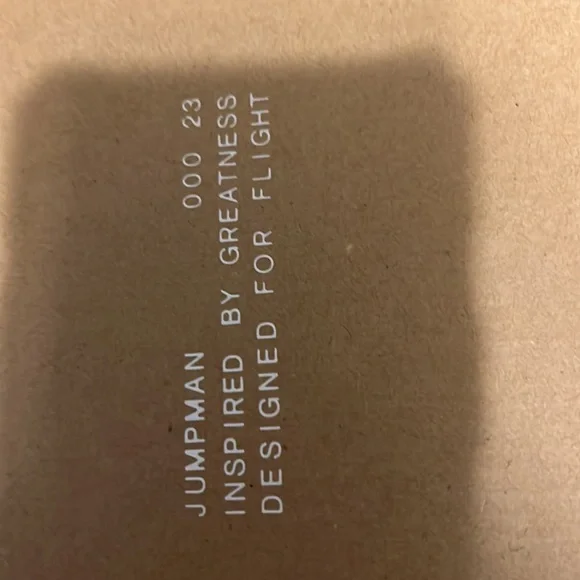 JUMPMAN 000 23
INSPIRED BY GREATNESS
DESIGNED FOR FLIGHT